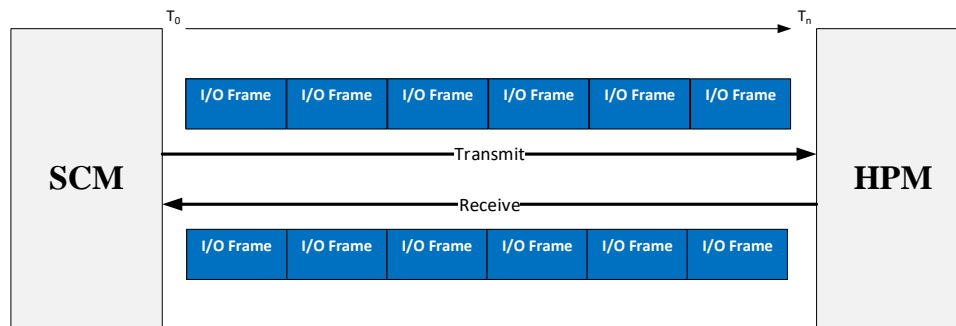 T0 Tn
I/O Frame I/O Frame I/O Frame I/O Frame I/O Frame I/O Frame
Transmit
SCM HPM
Receive
I/O Frame I/O Frame I/O Frame I/O Frame I/O Frame I/O Frame